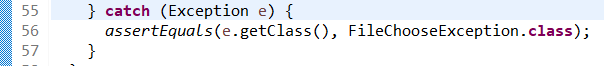 55 } catch (Exception e) {
56 assertEquals(e.getClass(), FileChooseException.class);
57 }